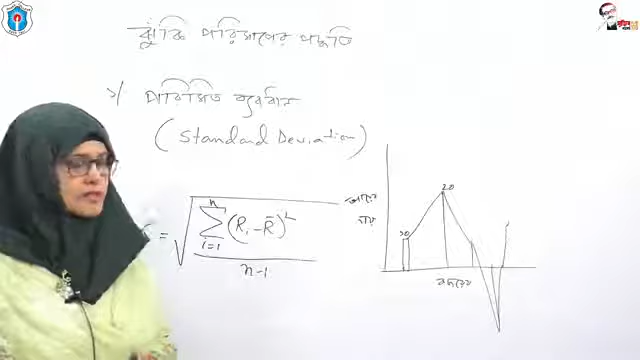 ঝুঁকি পরিমাপের পদ্ধতি
১/ পরিমিত ব্যবধান
(Standard Deviation)
= √ n ∑ i=1 (Rᵢ - R̄)² / n-1
আয়ের
হার
20
10
বছরের